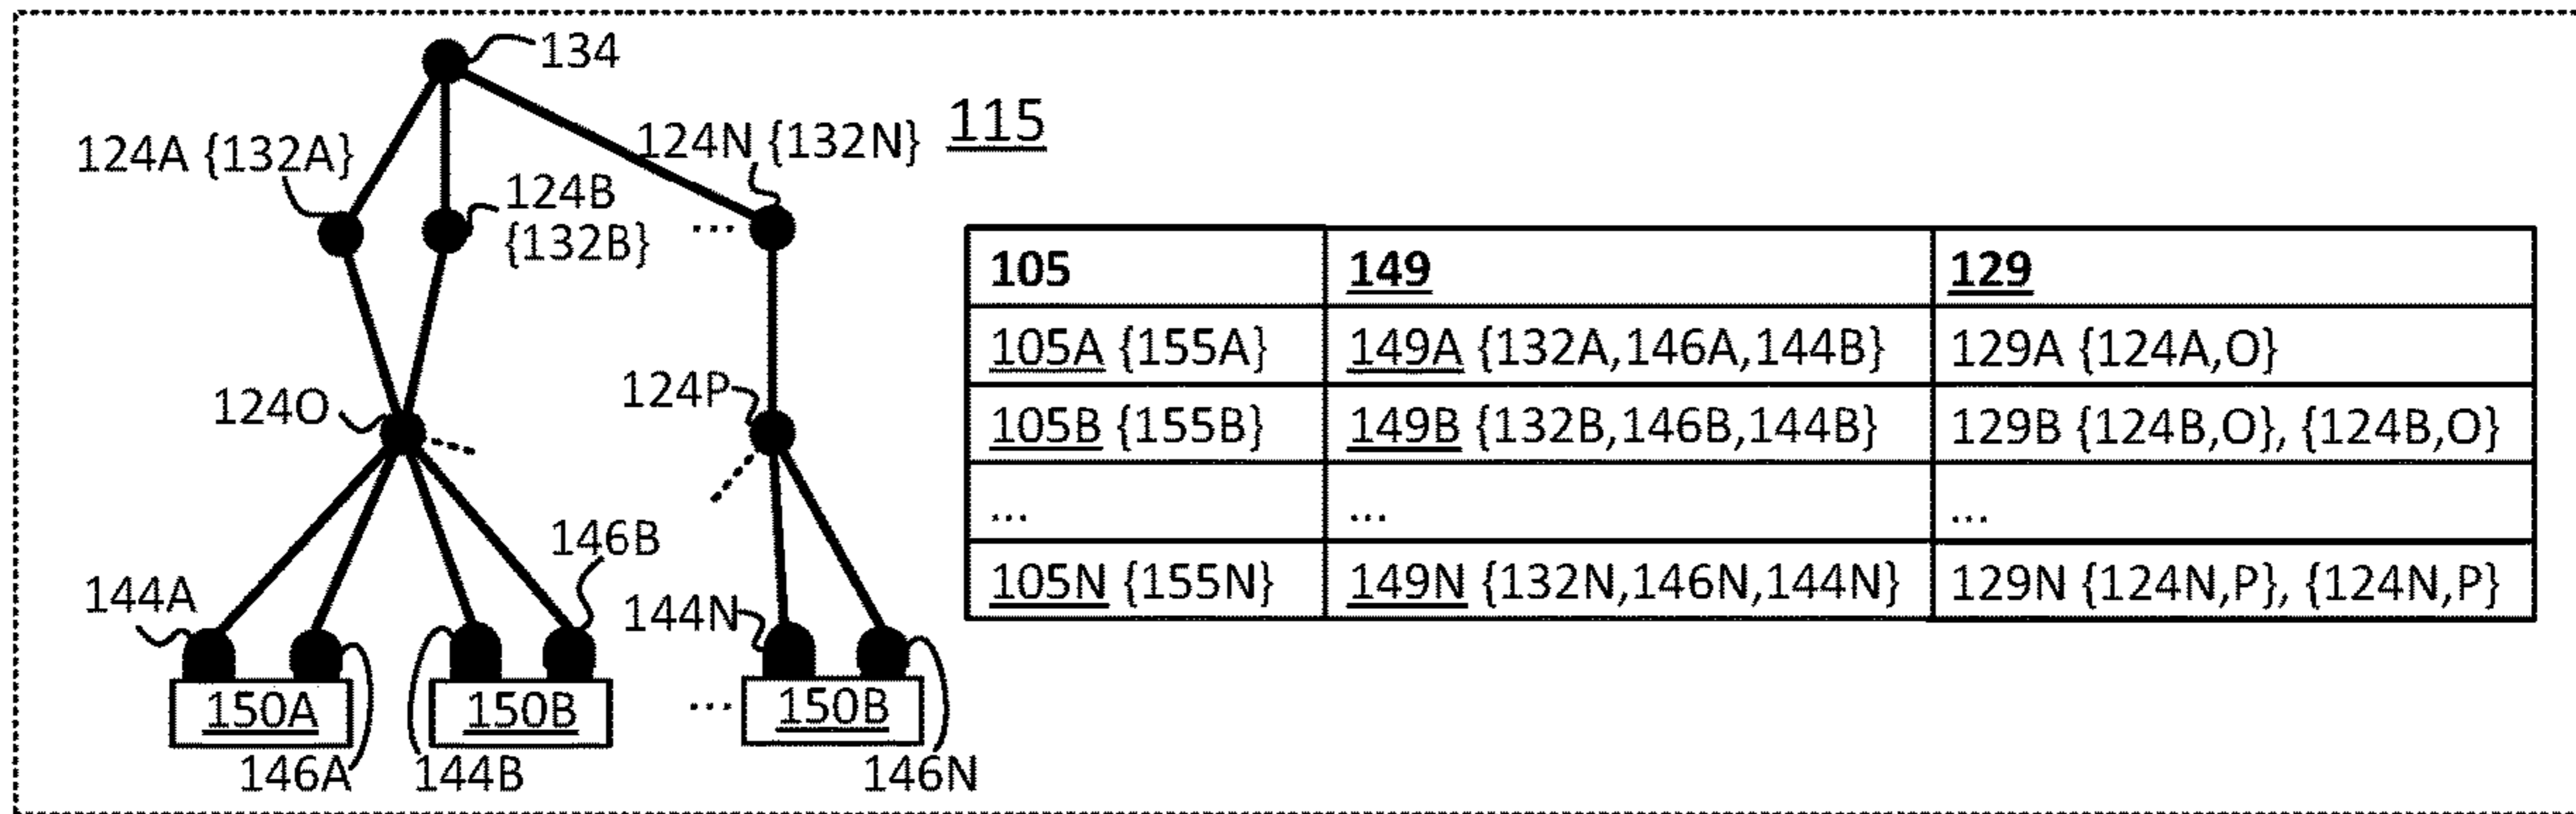 134
115
124A {132A}
124N {132N}
124B
{132B}
...
124O
124P
144A
146B
144N
150A
150B
...
150B
146A
144B
146N
105 149 129
105A {155A} 149A {132A,146A,144B} 129A {124A,O}
105B {155B} 149B {132B,146B,144B} 129B {124B,O}, {124B,O}
... ... ...
105N {155N} 149N {132N,146N,144N} 129N {124N,P}, {124N,P}